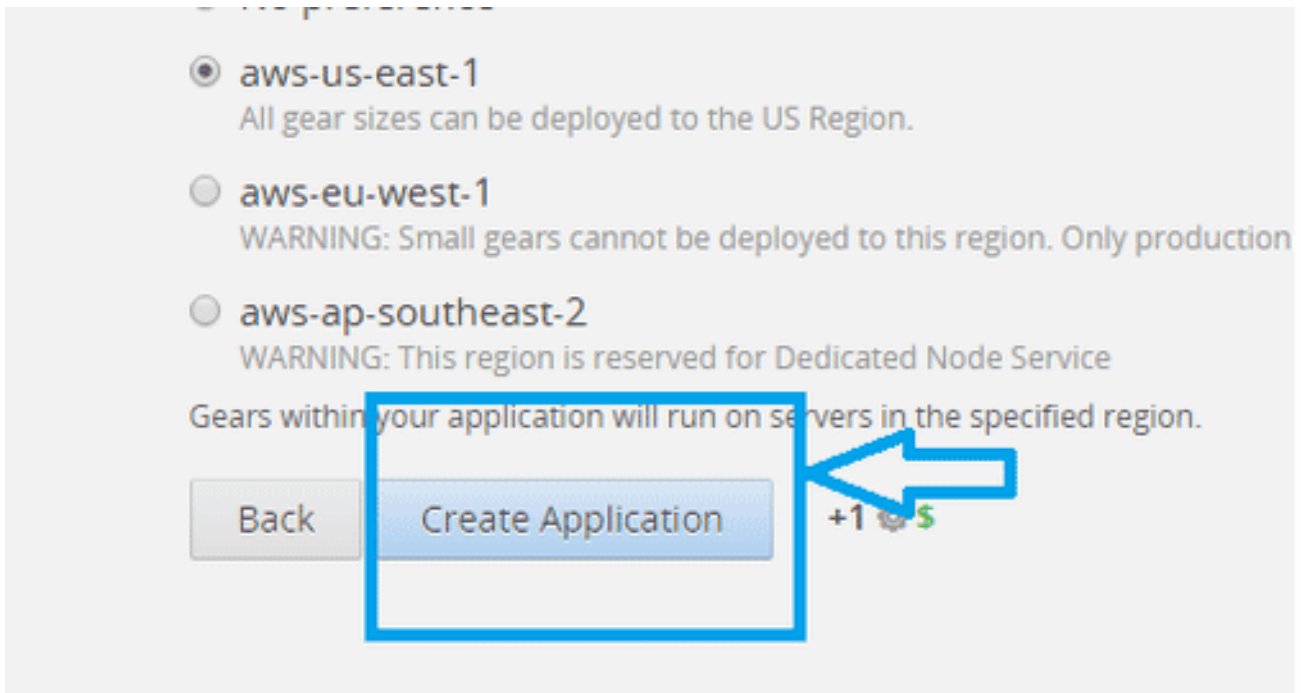 No preference
aws-us-east-1
All gear sizes can be deployed to the US Region.
aws-eu-west-1
WARNING: Small gears cannot be deployed to this region. Only production
aws-ap-southeast-2
WARNING: This region is reserved for Dedicated Node Service
Gears within your application will run on servers in the specified region.
Back Create Application +1 $